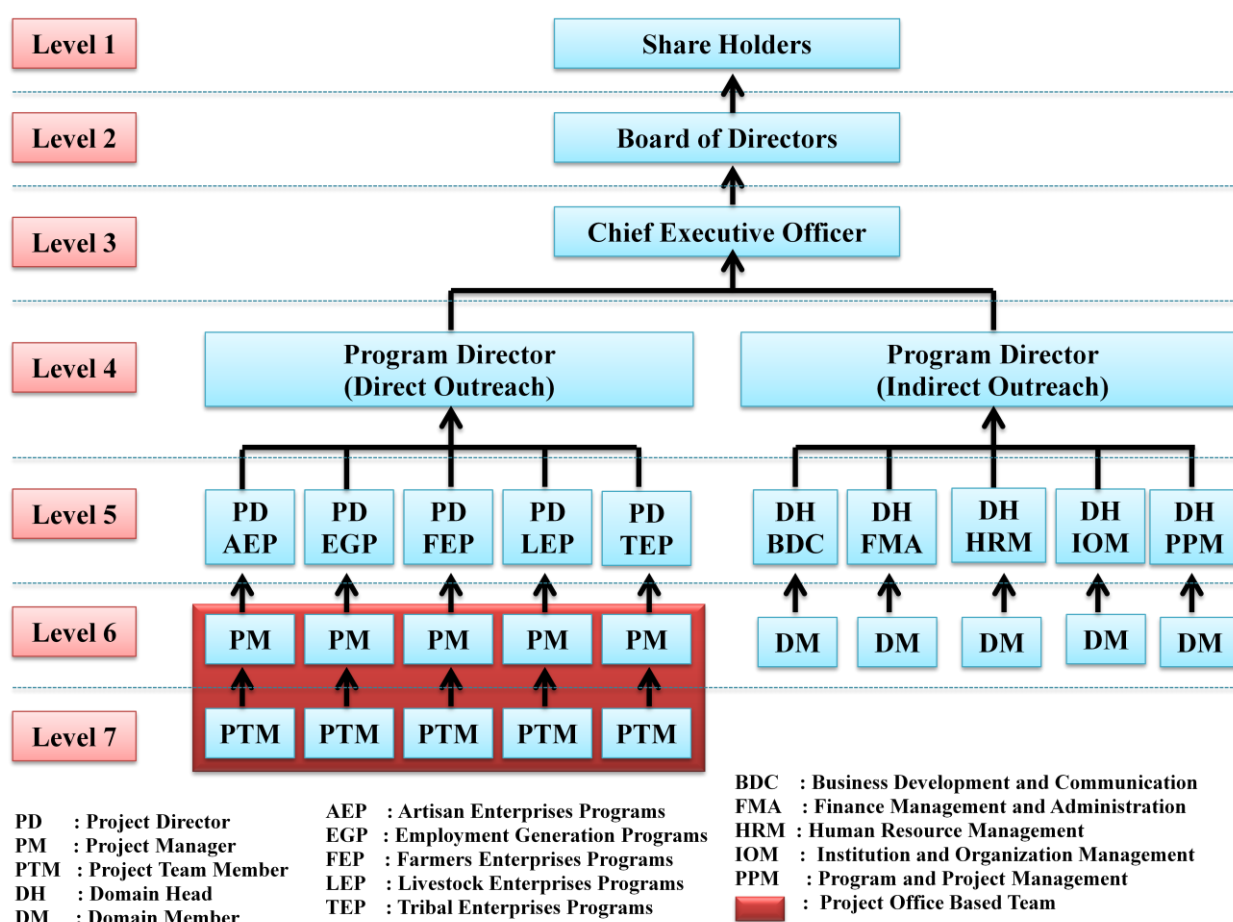 Level 1
Share Holders
Level 2
Board of Directors
Level 3
Chief Executive Officer
Level 4
Program Director
(Direct Outreach)
Program Director
(Indirect Outreach)
Level 5
PD
AEP
PD
EGP
PD
FEP
PD
LEP
PD
TEP
DH
BDC
DH
FMA
DH
HRM
DH
IOM
DH
PPM
Level 6
PM
PM
PM
PM
PM
DM
DM
DM
DM
DM
Level 7
PTM
PTM
PTM
PTM
PTM
PD : Project Director
PM : Project Manager
PTM : Project Team Member
DH : Domain Head
DM : Domain Member
AEP : Artisan Enterprises Programs
EGP : Employment Generation Programs
FEP : Farmers Enterprises Programs
LEP : Livestock Enterprises Programs
TEP : Tribal Enterprises Programs
BDC : Business Development and Communication
FMA : Finance Management and Administration
HRM : Human Resource Management
IOM : Institution and Organization Management
PPM : Program and Project Management
: Project Office Based Team